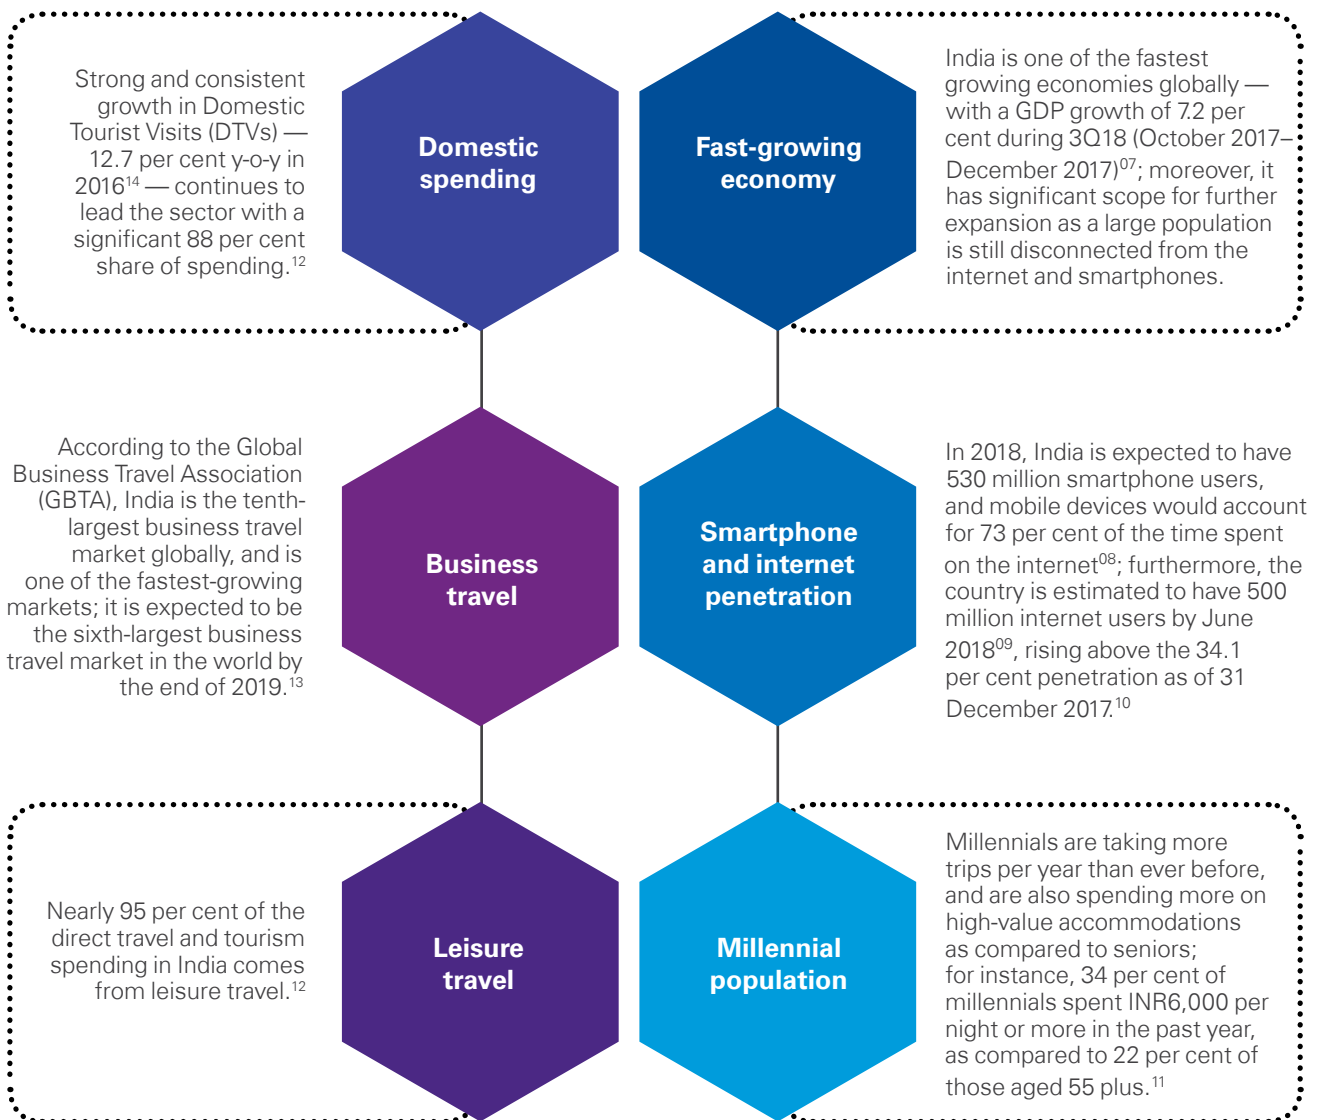 Strong and consistent
growth in Domestic
Tourist Visits (DTVs) —
12.7 per cent y-o-y in
2016¹⁴ — continues to
lead the sector with a
significant 88 per cent
share of spending.¹²
Domestic
spending
Fast-growing
economy
India is one of the fastest
growing economies globally —
with a GDP growth of 7.2 per
cent during 3Q18 (October 2017–
December 2017)⁰⁷; moreover, it
has significant scope for further
expansion as a large population
is still disconnected from the
internet and smartphones.
According to the Global
Business Travel Association
(GBTA), India is the tenth-
largest business travel
market globally, and is
one of the fastest-growing
markets; it is expected to be
the sixth-largest business
travel market in the world by
the end of 2019.¹³
Business
travel
Smartphone
and internet
penetration
In 2018, India is expected to have
530 million smartphone users,
and mobile devices would account
for 73 per cent of the time spent
on the internet⁰⁸; furthermore, the
country is estimated to have 500
million internet users by June
2018⁰⁹, rising above the 34.1
per cent penetration as of 31
December 2017.¹⁰
Nearly 95 per cent of the
direct travel and tourism
spending in India comes
from leisure travel.¹²
Leisure
travel
Millennial
population
Millennials are taking more
trips per year than ever before,
and are also spending more on
high-value accommodations
as compared to seniors;
for instance, 34 per cent of
millennials spent INR6,000 per
night or more in the past year,
as compared to 22 per cent of
those aged 55 plus.¹¹